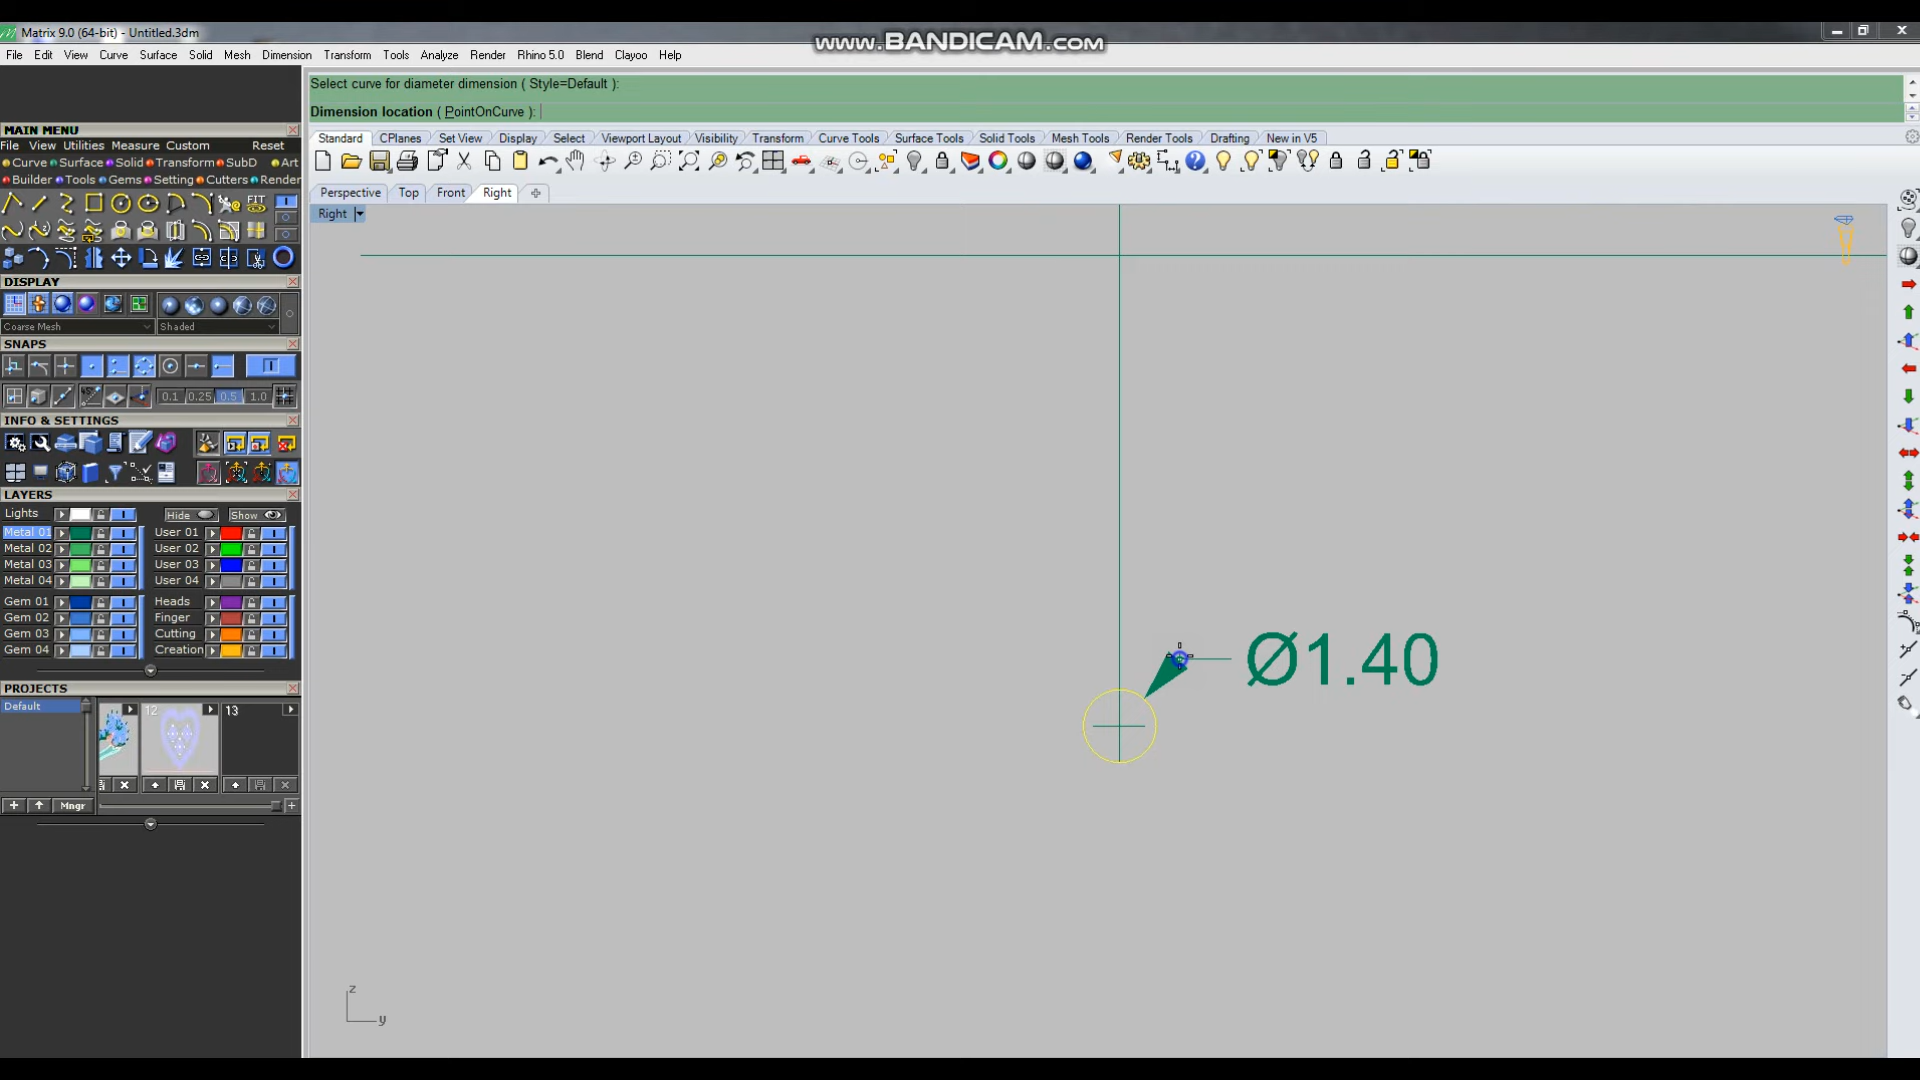 Matrix 9.0 (64-bit) - Untitled.3dm
www.BANDICAM.com
File Edit View Curve Surface Solid Mesh Dimension Transform Tools Analyze Render Rhino 5.0 Blend Clayoo Help
Select curve for diameter dimension ( Style=Default ):
Dimension location ( PointOnCurve ):
Standard CPlanes Set View Display Select Viewport Layout Visibility Transform Curve Tools Surface Tools Solid Tools Mesh Tools Render Tools Drafting New in V5
Perspective Top Front Right
Right
MAIN MENU
File View Utilities Measure Custom Reset
Curve Surface Solid Transform SubD Art
Builder Tools Gems Setting Cutters Render
FIT
DISPLAY
Coarse Mesh Shaded
SNAPS
0.1 0.25 0.5 1.0
INFO & SETTINGS
LAYERS
Lights Hide Show
Metal 01 User 01
Metal 02 User 02
Metal 03 User 03
Metal 04 User 04
Gem 01 Heads
Gem 02 Finger
Gem 03 Cutting
Gem 04 Creation
PROJECTS
Default
12 13
Mngr
Ø1.40
z
y